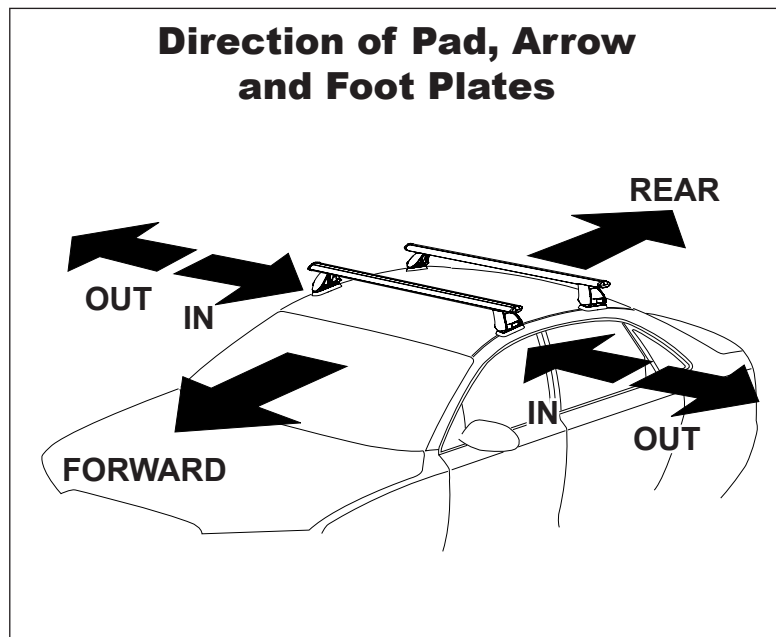 Direction of Pad, Arrow
and Foot Plates
REAR
OUT
IN
IN
OUT
FORWARD